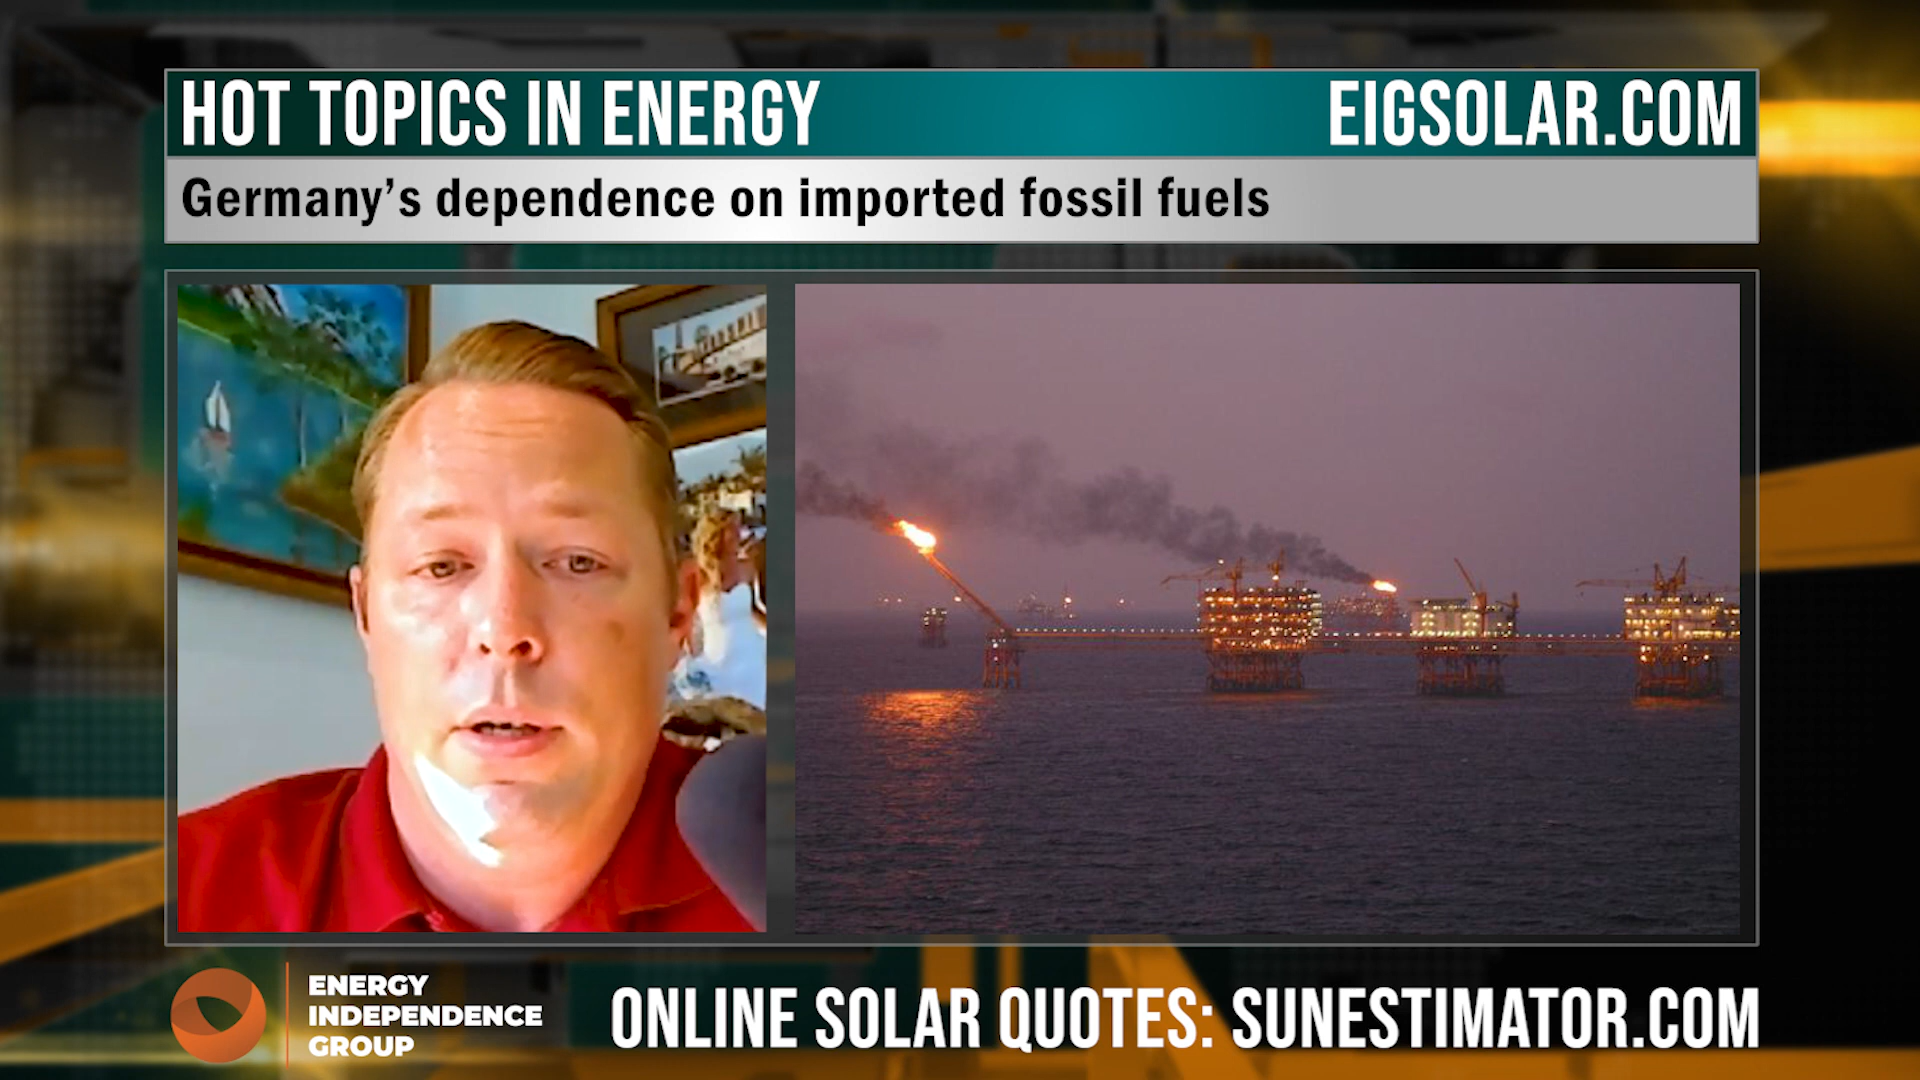 HOT TOPICS IN ENERGY
EIGSOLAR.COM
Germany’s dependence on imported fossil fuels
ENERGY
INDEPENDENCE
GROUP
ONLINE SOLAR QUOTES: SUNESTIMATOR.COM